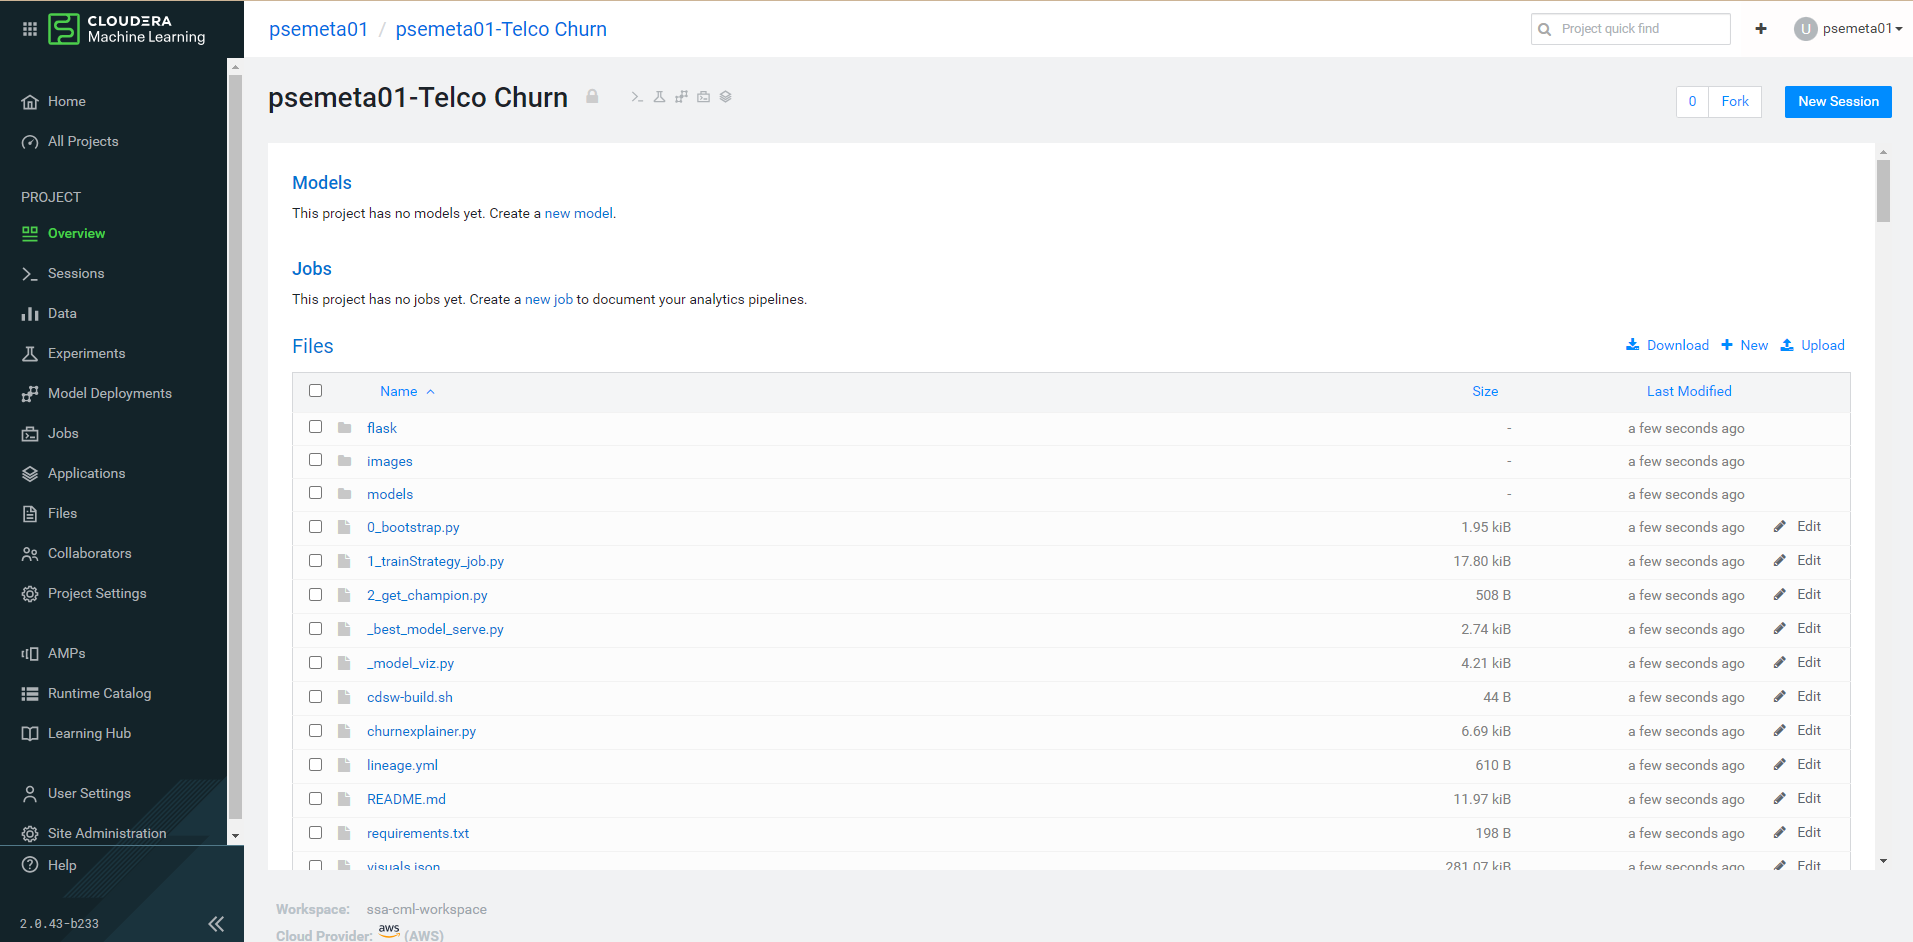 CLOUDERA
Machine Learning
psemeta01 / psemeta01-Telco Churn
Project quick find
U psemeta01
Home
All Projects
PROJECT
Overview
Sessions
Data
Experiments
Model Deployments
Jobs
Applications
Files
Collaborators
Project Settings
AMPs
Runtime Catalog
Learning Hub
User Settings
Site Administration
Help
2.0.43-b233
psemeta01-Telco Churn
0 Fork
New Session
Models
This project has no models yet. Create a new model.
Jobs
This project has no jobs yet. Create a new job to document your analytics pipelines.
Files
Download New Upload
Name Size Last Modified
flask - a few seconds ago
images - a few seconds ago
models - a few seconds ago
0_bootstrap.py 1.95 kiB a few seconds ago Edit
1_trainStrategy_job.py 17.80 kiB a few seconds ago Edit
2_get_champion.py 508 B a few seconds ago Edit
_best_model_serve.py 2.74 kiB a few seconds ago Edit
_model_viz.py 4.21 kiB a few seconds ago Edit
cdsw-build.sh 44 B a few seconds ago Edit
churnexplainer.py 6.69 kiB a few seconds ago Edit
lineage.yml 610 B a few seconds ago Edit
README.md 11.97 kiB a few seconds ago Edit
requirements.txt 198 B a few seconds ago Edit
visuals.json 281.07 kiB a few seconds ago Edit
Workspace: ssa-cml-workspace
Cloud Provider: aws (AWS)